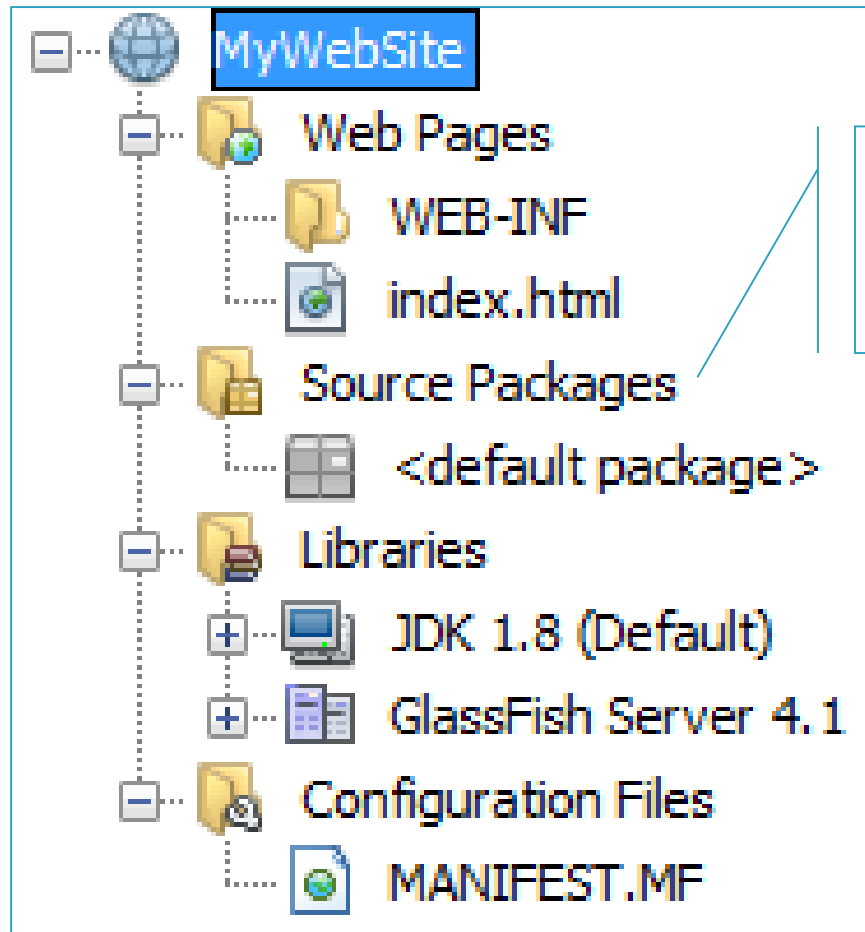 MyWebSite
Web Pages
WEB-INF
index.html
Source Packages
<default package>
Libraries
JDK 1.8 (Default)
GlassFish Server 4.1
Configuration Files
MANIFEST.MF